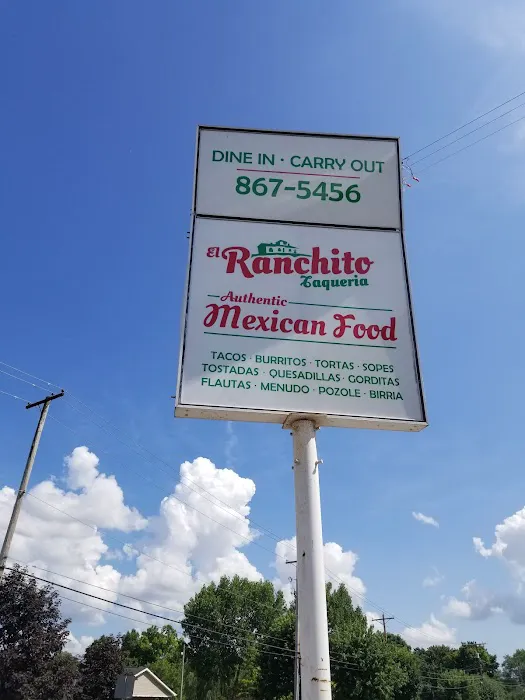 DINE IN · CARRY OUT
867-5456
El Ranchito
Taqueria
Authentic
Mexican Food
TACOS · BURRITOS · TORTAS · SOPES
TOSTADAS · QUESADILLAS · GORDITAS
FLAUTAS · MENUDO · POZOLE · BIRRIA